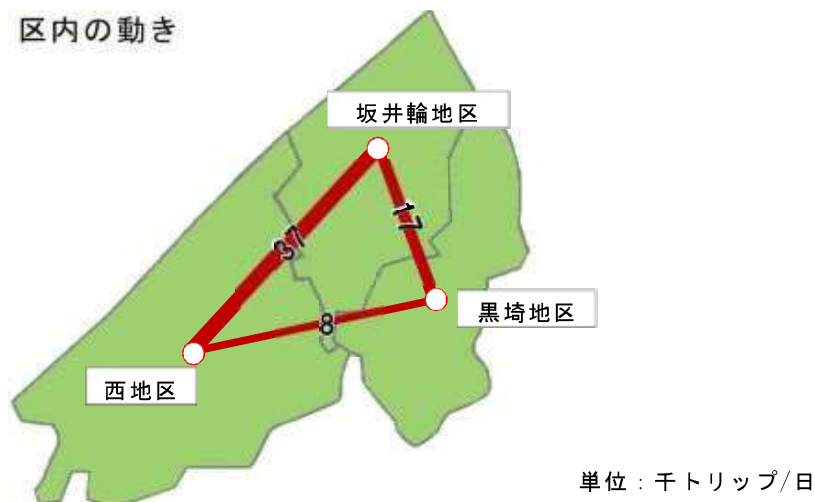 区内の動き
坂井輪地区
17
37
黒埼地区
8
西地区
単位：千トリップ/日